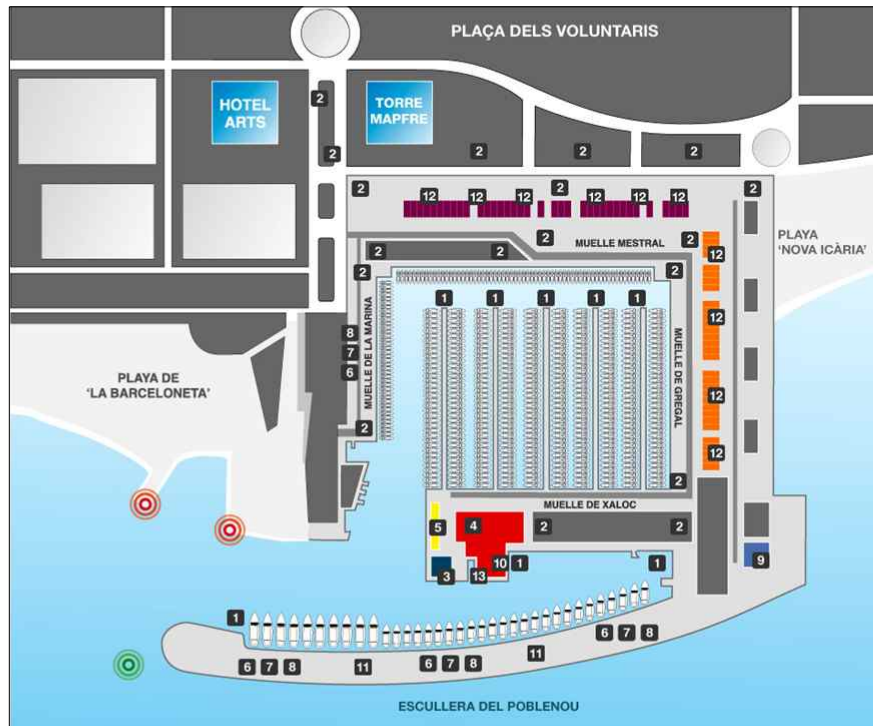 PLAÇA DELS VOLUNTARIS
HOTEL
ARTS
TORRE
MAPFRE
2
2
2 2 2
2 2 2
12 12 12 12 12 12
PLAYA
'NOVA ICÀRIA'
MUELLE MESTRAL
2 2
2 2
12
2 2
1 1 1 1 1
MUELLE DE LA MARINA
MUELLE DE GREGAL
8
7
6
12
PLAYA DE
'LA BARCELONETA'
12
2
12
2
MUELLE DE XALOC
5 4 2 2
3 13 10 1 1
9
1
6 7 8
11
6 7 8
11
6 7 8
ESCULLERA DEL POBLENOU